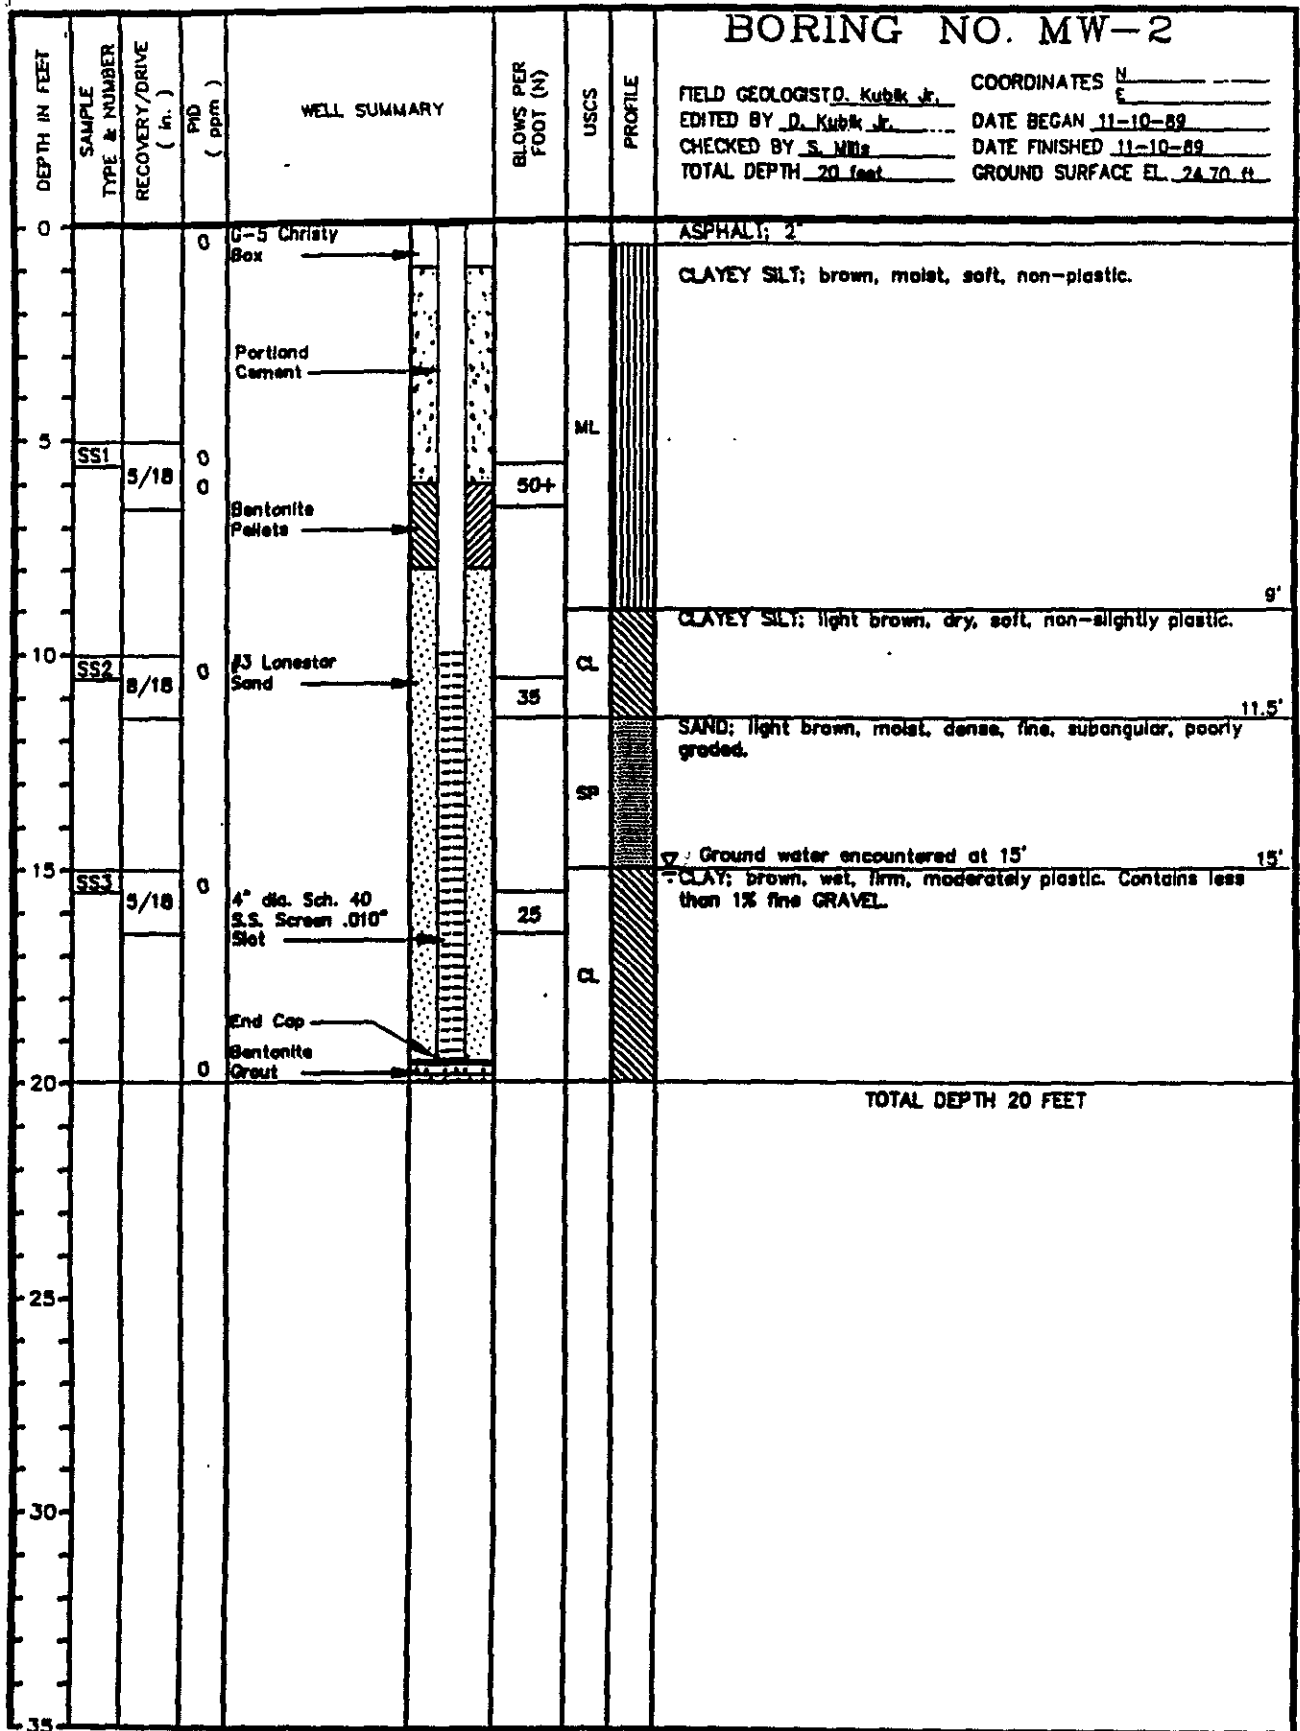 BORING NO. MW-2
FIELD GEOLOGIST D. Kubik Jr.
EDITED BY D. Kubik Jr.
CHECKED BY S. Mills
TOTAL DEPTH 20 feet
COORDINATES N
E
DATE BEGAN 11-10-89
DATE FINISHED 11-10-89
GROUND SURFACE EL. 24.70 ft.
DEPTH IN FEET
SAMPLE
TYPE & NUMBER
RECOVERY/DRIVE
( in. )
PID
( ppm )
WELL SUMMARY
BLOWS PER
FOOT (N)
USCS
PROFILE
0
0
G-5 Christy
Box
ASPHALT; 2"
CLAYEY SILT; brown, moist, soft, non-plastic.
Portland
Cement
ML
5
SS1
5/18
0
0
50+
Bentonite
Pellets
9'
CLAYEY SILT; light brown, dry, soft, non-slightly plastic.
10
SS2
8/18
0
#3 Lonestar
Sand
35
CL
11.5'
SAND; light brown, moist, dense, fine, subangular, poorly
graded.
SP
Ground water encountered at 15'
15'
15
SS3
5/18
0
4" dia. Sch. 40
S.S. Screen .010"
Slot
25
CLAY; brown, wet, firm, moderately plastic. Contains less
than 1% fine GRAVEL.
CL
End Cap
Bentonite
Grout
0
20
TOTAL DEPTH 20 FEET
25
30
35